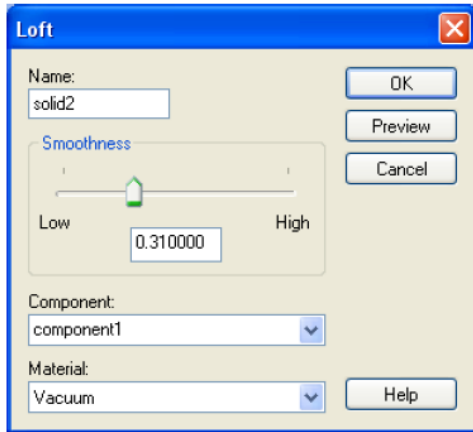 Loft
Name:
solid2
OK
Preview
Cancel
Smoothness
Low
High
0.310000
Component:
component1
Material:
Vacuum
Help